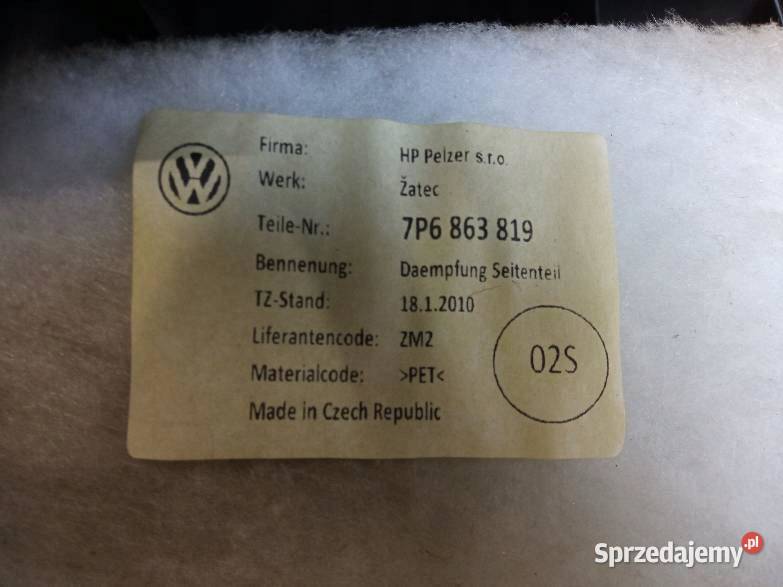 Firma: HP Pelzer s.r.o.
Werk: Žatec
Teile-Nr.: 7P6 863 819
Bennenung: Daempfung Seitenteil
TZ-Stand: 18.1.2010
Liferantencode: ZM2
Materialcode: >PET<
Made in Czech Republic
02S
Sprzedajemy.pl